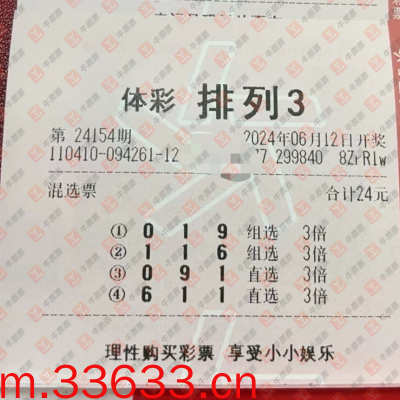 体彩 排列3
第 24154期 2024年06月12日开奖
110410-094261-12 77 299840 8ZrRlw
混选票 合计24元
① 0 1 9 组选 3倍
② 1 1 6 组选 3倍
③ 0 9 1 直选 3倍
④ 6 1 1 直选 3倍
理性购买彩票 享受小小娱乐
m.33633.cn